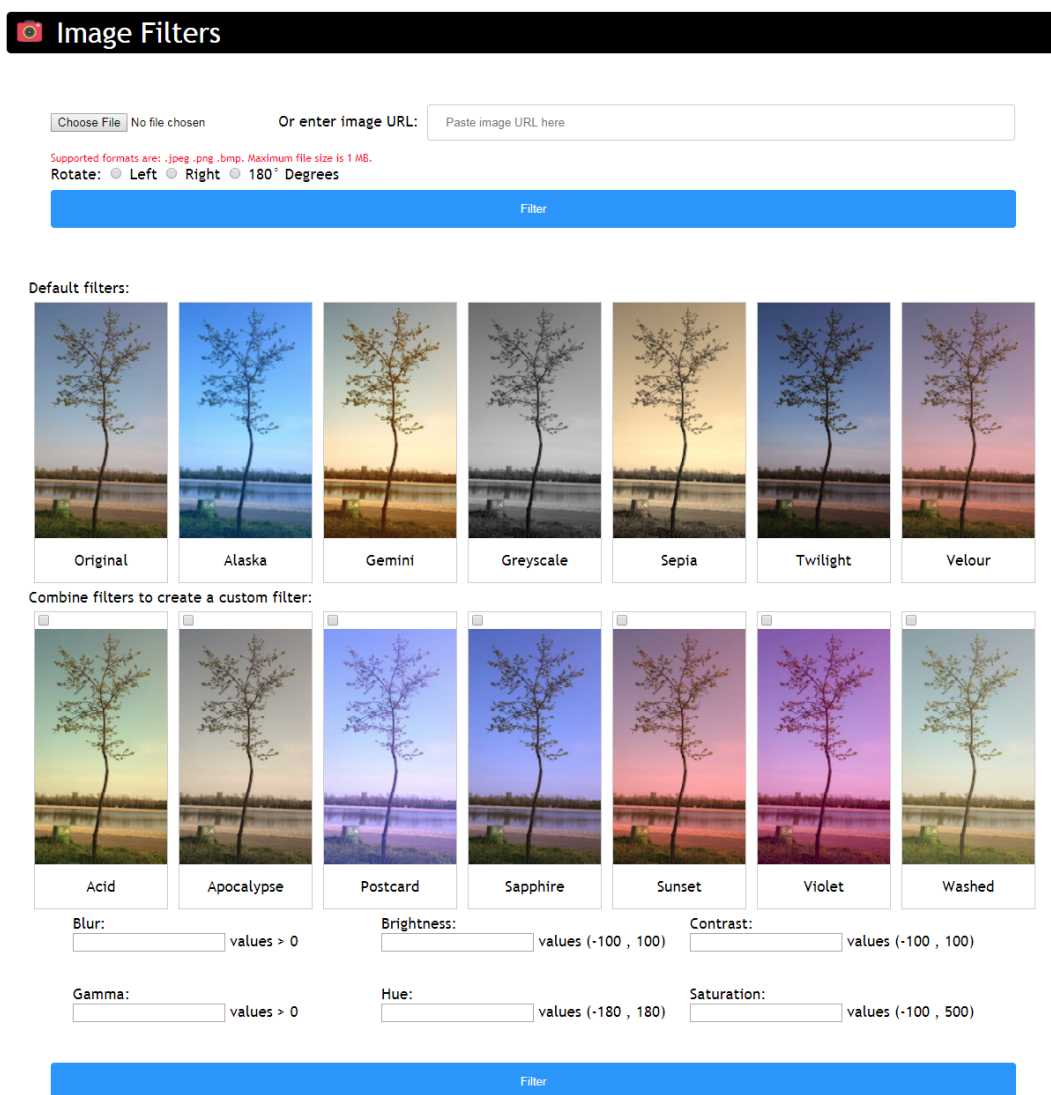 Image Filters
Choose File No file chosen Or enter image URL: Paste image URL here
Supported formats are: .jpeg .png .bmp. Maximum file size is 1 MB.
Rotate: Left Right 180° Degrees
Filter
Default filters:
Original Alaska Gemini Greyscale Sepia Twilight Velour
Combine filters to create a custom filter:
Acid Apocalypse Postcard Sapphire Sunset Violet Washed
Blur: Brightness: Contrast:
values > 0 values (-100 , 100) values (-100 , 100)
Gamma: Hue: Saturation:
values > 0 values (-180 , 180) values (-100 , 500)
Filter